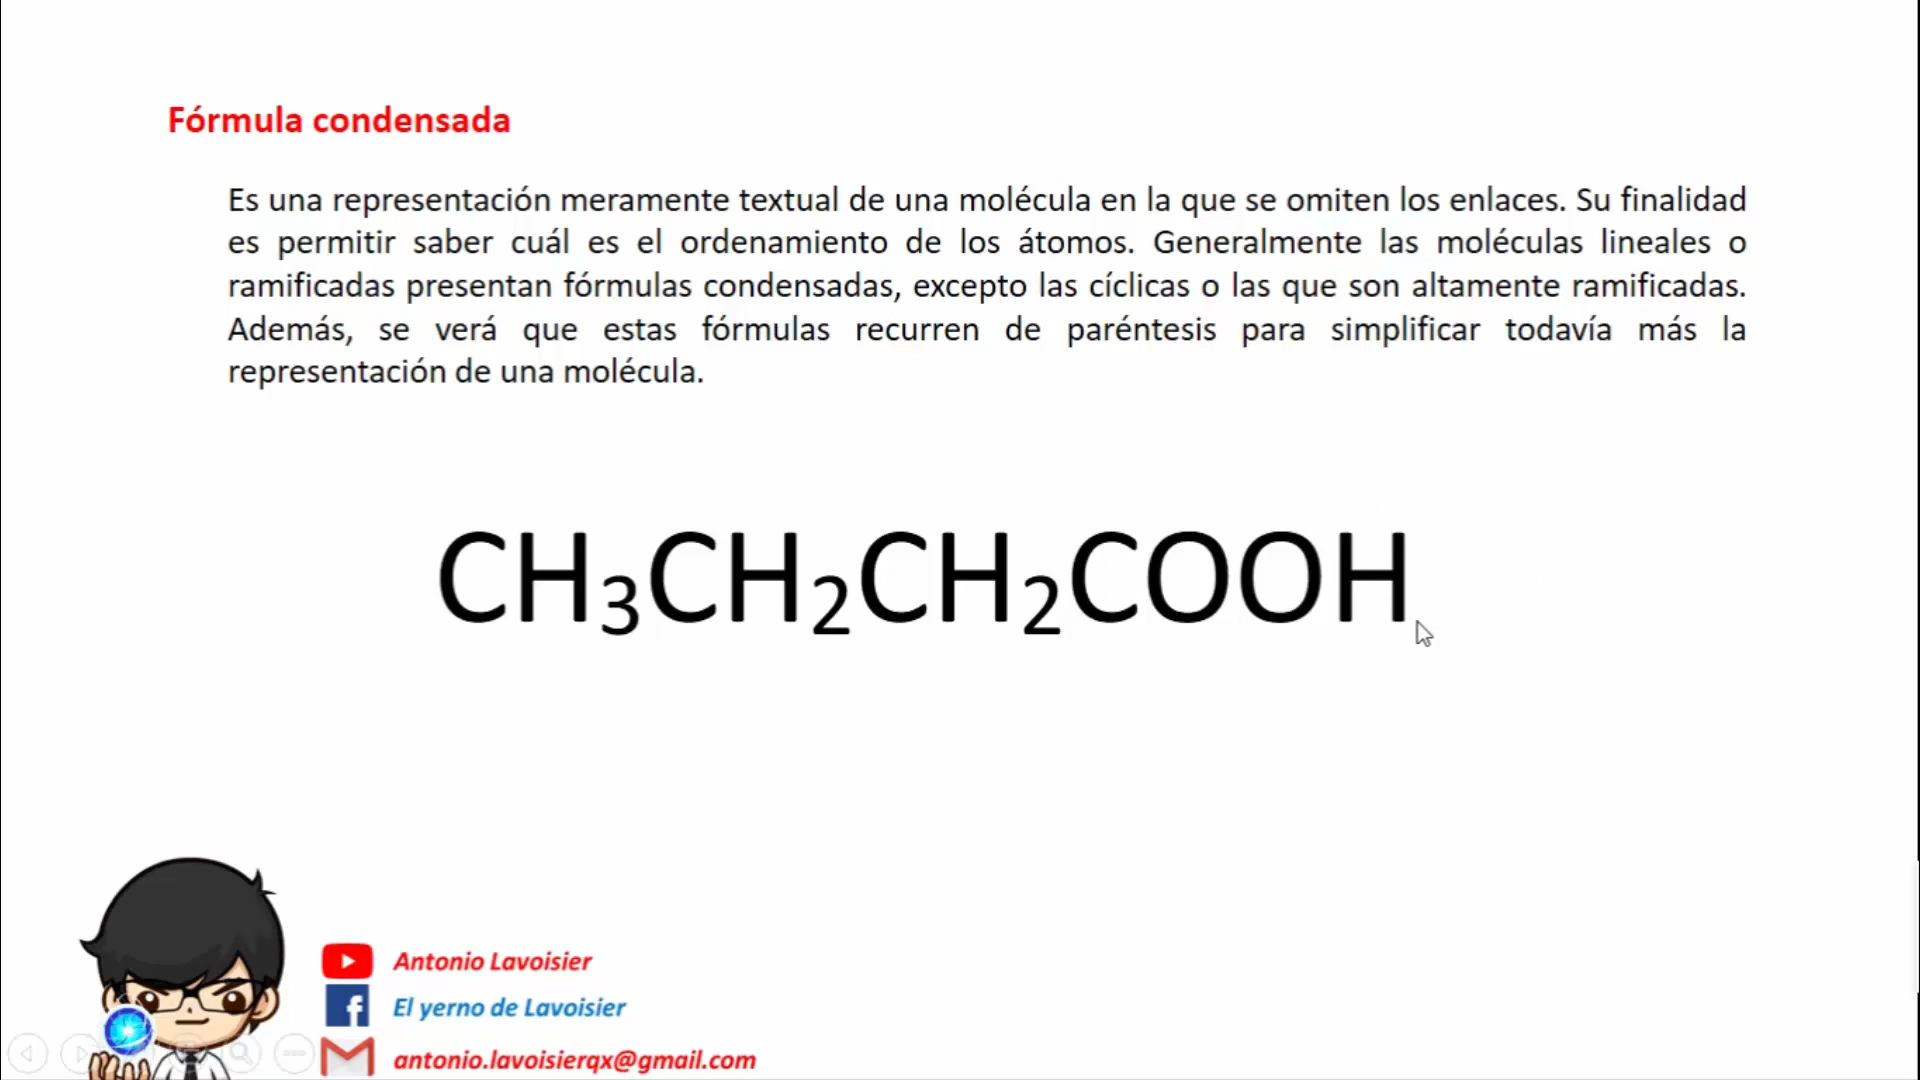 Fórmula condensada
Es una representación meramente textual de una molécula en la que se omiten los enlaces. Su finalidad
es permitir saber cuál es el ordenamiento de los átomos. Generalmente las moléculas lineales o
ramificadas presentan fórmulas condensadas, excepto las cíclicas o las que son altamente ramificadas.
Además, se verá que estas fórmulas recurren de paréntesis para simplificar todavía más la
representación de una molécula.
CH₃CH₂CH₂COOH
Antonio Lavoisier
El yerno de Lavoisier
antonio.lavoisierqx@gmail.com